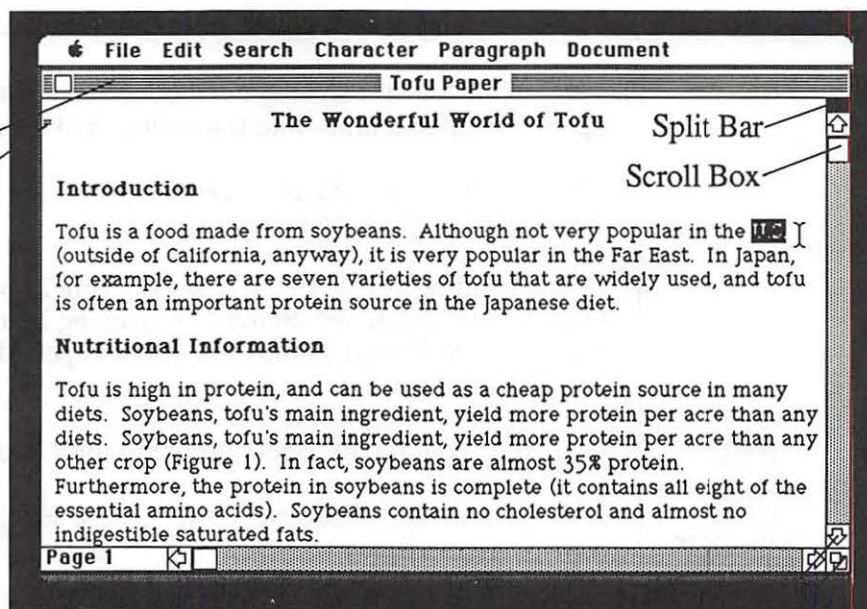 File Edit Search Character Paragraph Document
Tofu Paper
The Wonderful World of Tofu
Split Bar
Scroll Box
Introduction
Tofu is a food made from soybeans. Although not very popular in the US
(outside of California, anyway), it is very popular in the Far East. In Japan,
for example, there are seven varieties of tofu that are widely used, and tofu
is often an important protein source in the Japanese diet.
Nutritional Information
Tofu is high in protein, and can be used as a cheap protein source in many
diets. Soybeans, tofu's main ingredient, yield more protein per acre than any
diets. Soybeans, tofu's main ingredient, yield more protein per acre than any
other crop (Figure 1). In fact, soybeans are almost 35% protein.
Furthermore, the protein in soybeans is complete (it contains all eight of the
essential amino acids). Soybeans contain no cholesterol and almost no
indigestible saturated fats.
Page 1